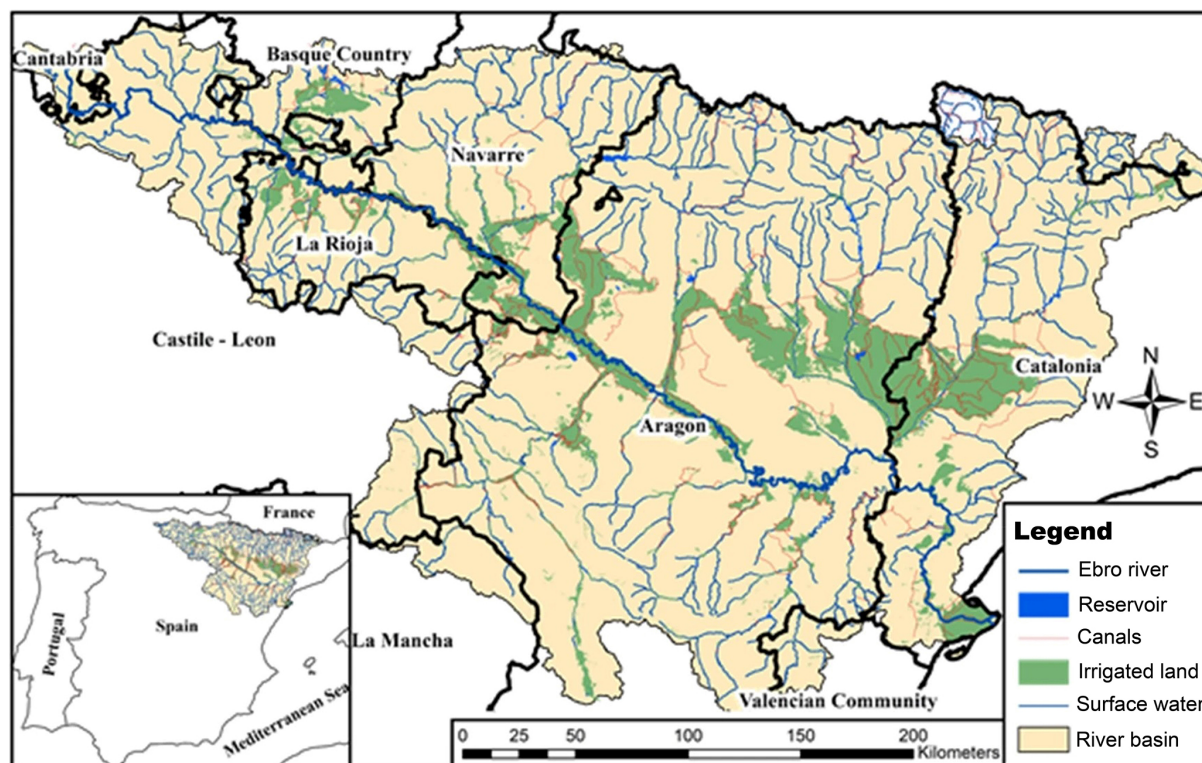 Cantabria
Basque Country
Navarre
La Rioja
Castile - Leon
Catalonia
N
W
E
S
Aragon
France
Spain
Portugal
Mediterranean Sea
La Mancha
Valencian Community
Legend
Ebro river
Reservoir
Canals
Irrigated land
Surface water
River basin
0 25 50 100 150 200
Kilometers